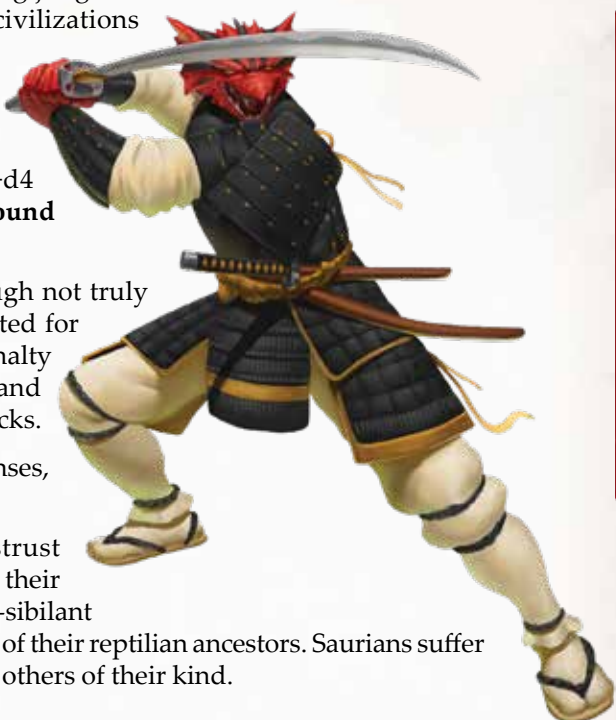 civilizations
d4
ound
gh not truly
ted for
nalty
and
cks.
nses,
trust
their
-sibilant
of their reptilian ancestors. Saurians suffer
others of their kind.